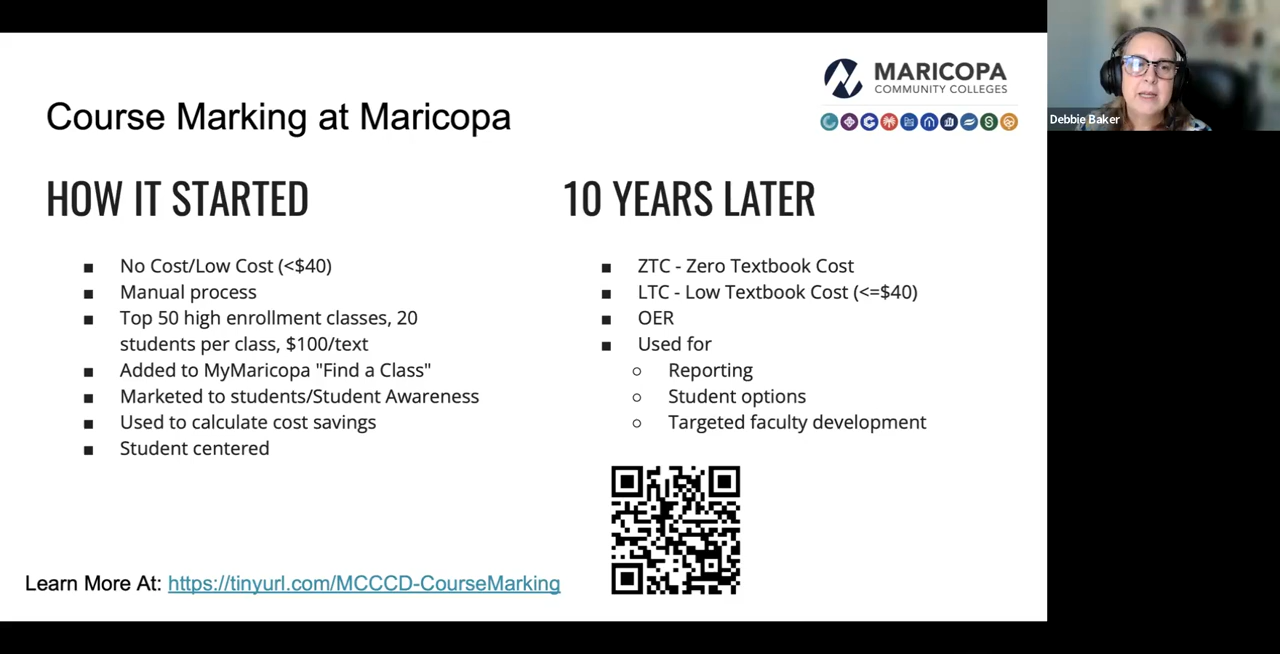 MARICOPA
COMMUNITY COLLEGES
Course Marking at Maricopa
HOW IT STARTED
■ No Cost/Low Cost (<$40)
■ Manual process
■ Top 50 high enrollment classes, 20
students per class, $100/text
■ Added to MyMaricopa "Find a Class"
■ Marketed to students/Student Awareness
■ Used to calculate cost savings
■ Student centered
10 YEARS LATER
■ ZTC - Zero Textbook Cost
■ LTC - Low Textbook Cost (<=$40)
■ OER
■ Used for
○ Reporting
○ Student options
○ Targeted faculty development
Learn More At: https://tinyurl.com/MCCCD-CourseMarking
Debbie Baker